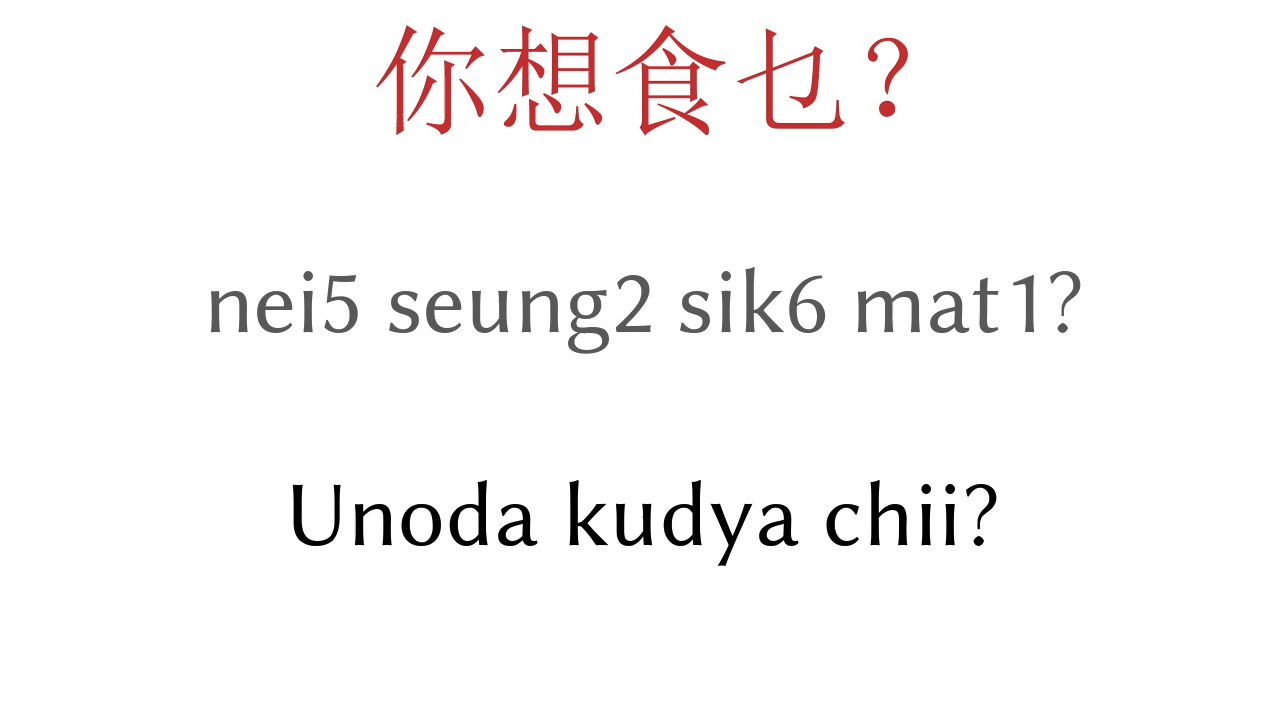 你想食乜？
nei5 seung2 sik6 mat1?
Unoda kudya chii?